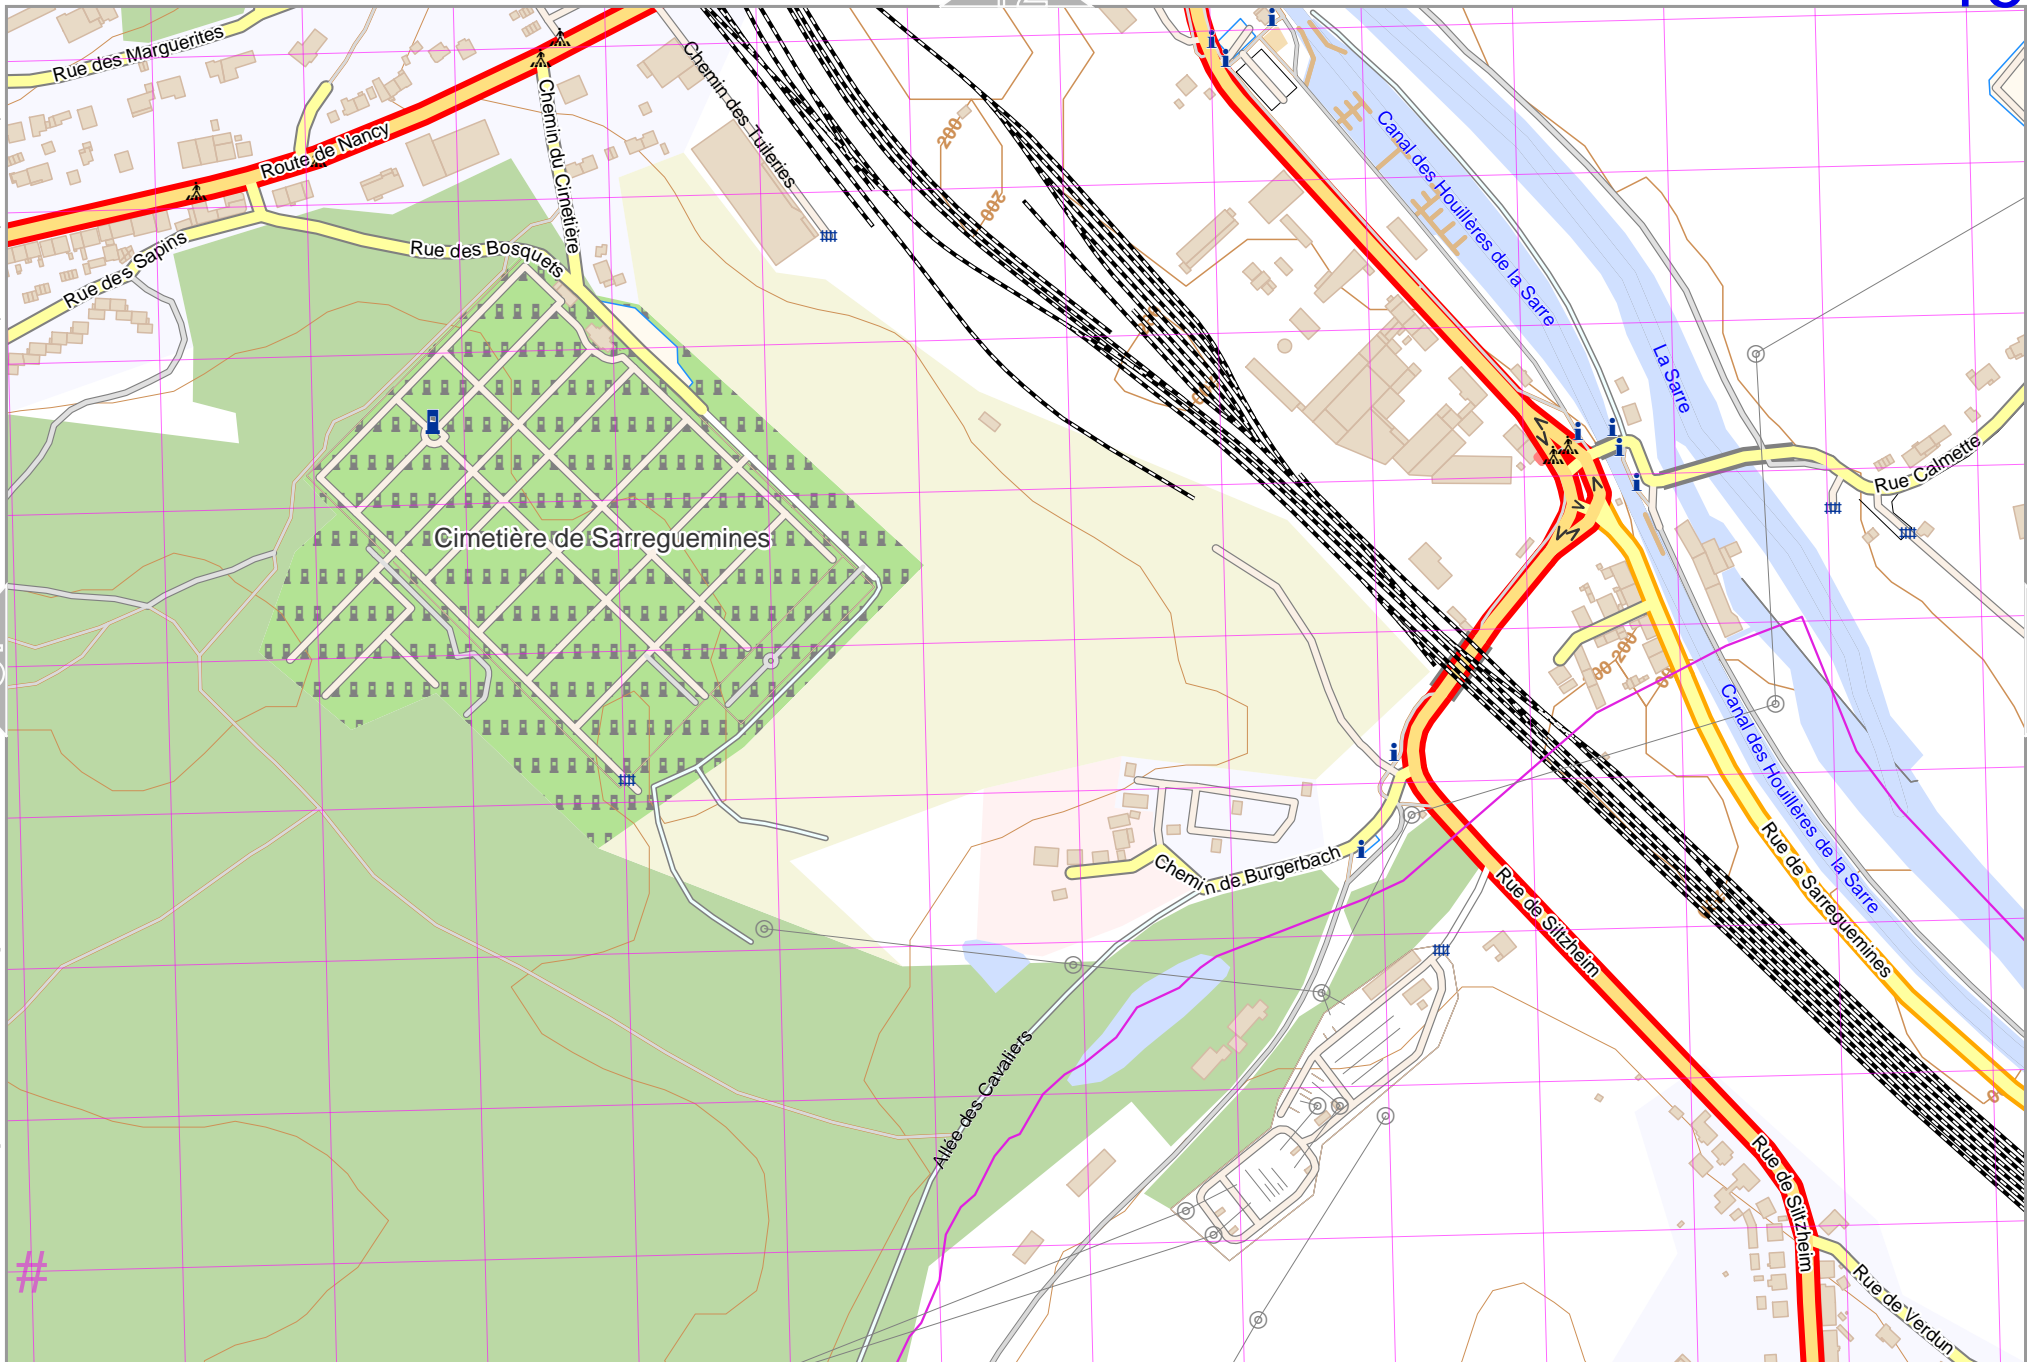 Rue des Marguerites
Route de Nancy
Chemin du Cimetière
Chemin des Tuileries
Rue des Sapins
Rue des Bosquets
200
200
Canal des Houillères de la Sarre
La Sarre
Rue Calmette
Cimetière de Sarreguemines
200
Canal des Houillères de la Sarre
Rue de Sarreguemines
Chemin de Burgerbach
Rue de Siltzheim
Allée des Cavaliers
Rue de Siltzheim
Rue de Verdun
#